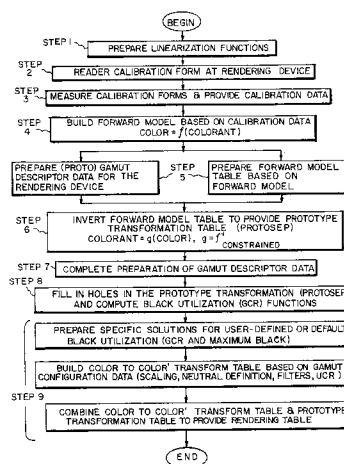 BEGIN
STEP 1
PREPARE LINEARIZATION FUNCTIONS
STEP 2
READER CALIBRATION FORM AT RENDERING DEVICE
STEP 3
MEASURE CALIBRATION FORMS & PROVIDE CALIBRATION DATA
STEP 4
BUILD FORWARD MODEL BASED ON CALIBRATION DATA
COLOR = f(COLORANT)
PREPARE (PROTO) GAMUT
DESCRIPTOR DATA FOR
THE RENDERING DEVICE
STEP 5
PREPARE FORWARD MODEL
TABLE BASED ON
FORWARD MODEL
STEP 6
INVERT FORWARD MODEL TABLE TO PROVIDE PROTOTYPE
TRANSFORMATION TABLE (PROTOSEP)
COLORANT = g(COLOR), g = f⁻¹
CONSTRAINED
STEP 7
COMPLETE PREPARATION OF GAMUT DESCRIPTOR DATA
STEP 8
FILL IN HOLES IN THE PROTOTYPE TRANSFORMATION (PROTOSEP)
AND COMPUTE BLACK UTILIZATION (GCR) FUNCTIONS
STEP 9
PREPARE SPECIFIC SOLUTIONS FOR USER-DEFINED OR DEFAULT
BLACK UTILIZATION (GCR AND MAXIMUM BLACK)
BUILD COLOR TO COLOR' TRANSFORM TABLE BASED ON GAMUT
CONFIGURATION DATA (SCALING, NEUTRAL DEFINITION, FILTERS, UCR)
COMBINE COLOR TO COLOR' TRANSFORM TABLE & PROTOTYPE
TRANSFORMATION TABLE TO PROVIDE RENDERING TABLE
END